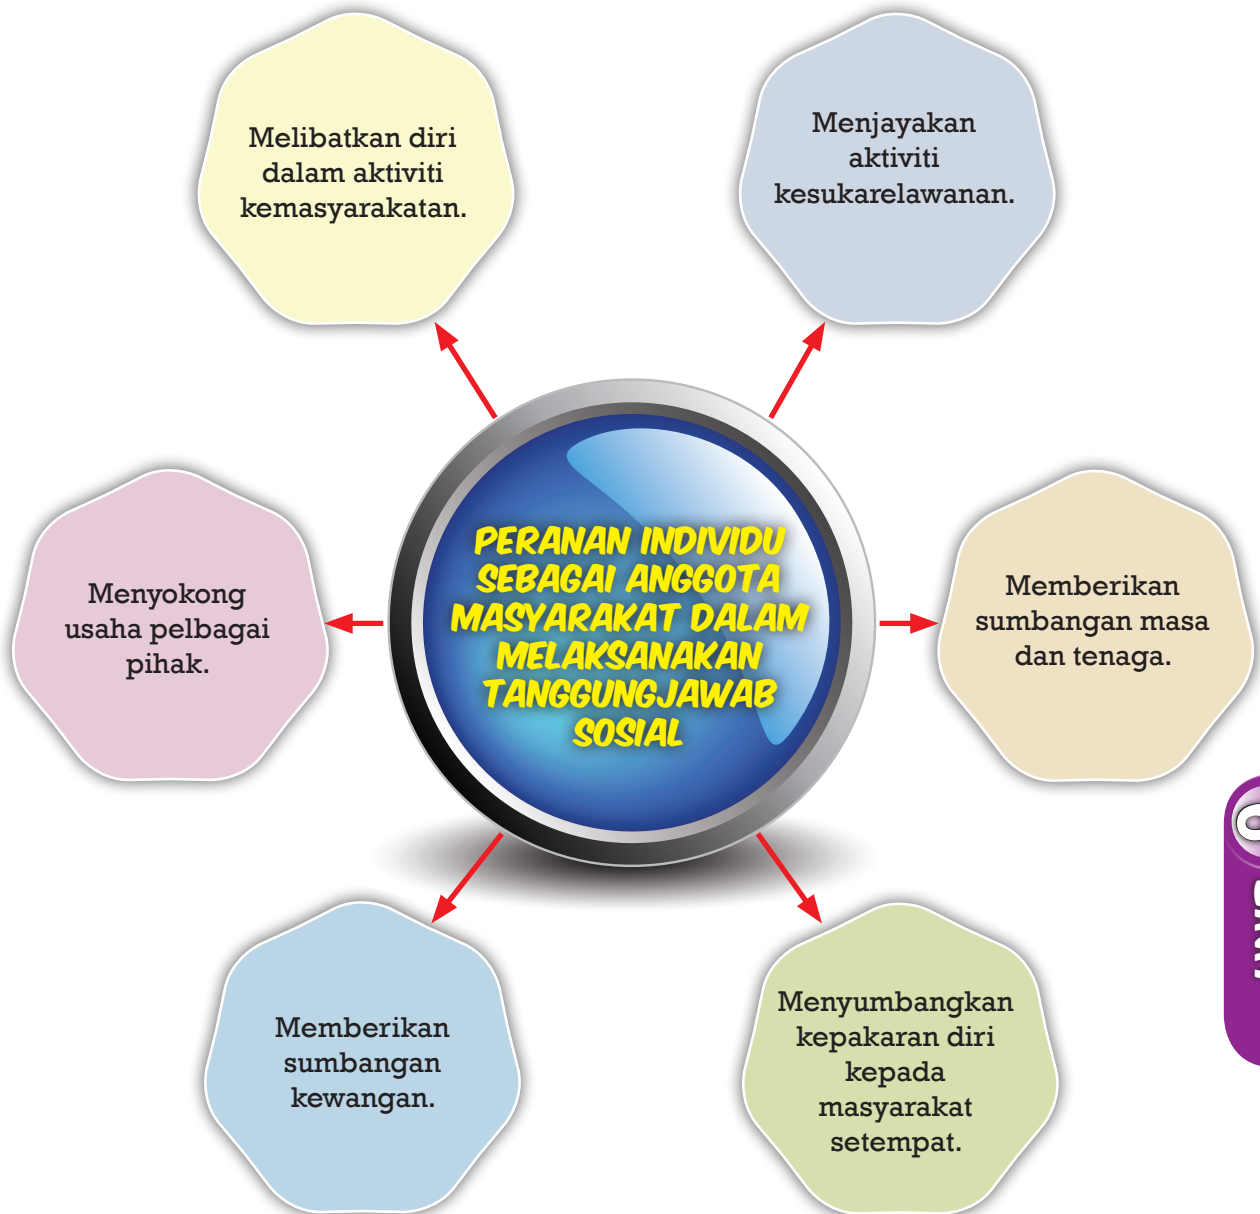 Melibatkan diri
dalam aktiviti
kemasyarakatan.
Menjayakan
aktiviti
kesukarelawanan.
PERANAN INDIVIDU
SEBAGAI ANGGOTA
MASYARAKAT DALAM
MELAKSANAKAN
TANGGUNGJAWAB
SOSIAL
Menyokong
usaha pelbagai
pihak.
Memberikan
sumbangan masa
dan tenaga.
Memberikan
sumbangan
kewangan.
Menyumbangkan
kepakaran diri
kepada
masyarakat
setempat.